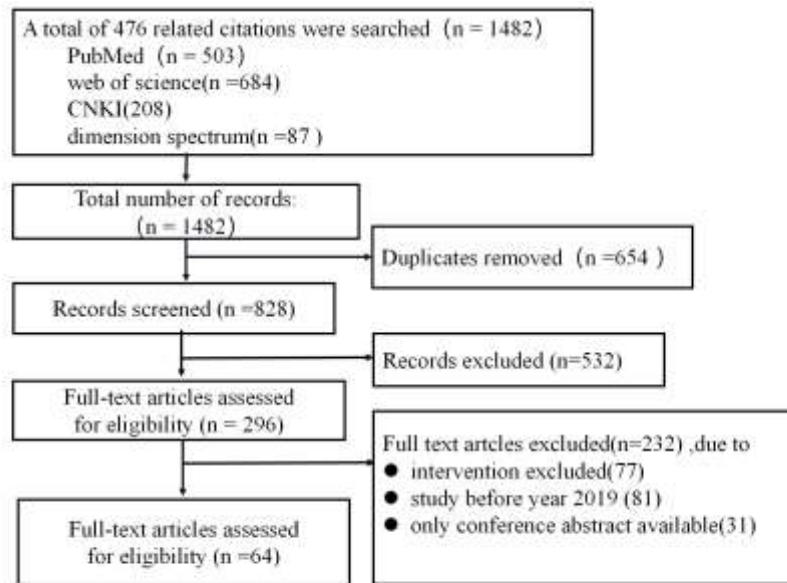 A total of 476 related citations were searched（n = 1482）
PubMed（n = 503）
web of science(n =684)
CNKI(208)
dimension spectrum(n =87 )
Total number of records:
（n = 1482）
Duplicates removed（n =654 ）
Records screened (n =828)
Records excluded (n=532)
Full-text articles assessed
for eligibility (n = 296)
Full text artcles excluded(n=232) ,due to
● intervention excluded(77)
● study before year 2019 (81)
● only conference abstract available(31)
Full-text articles assessed
for eligibility (n =64)